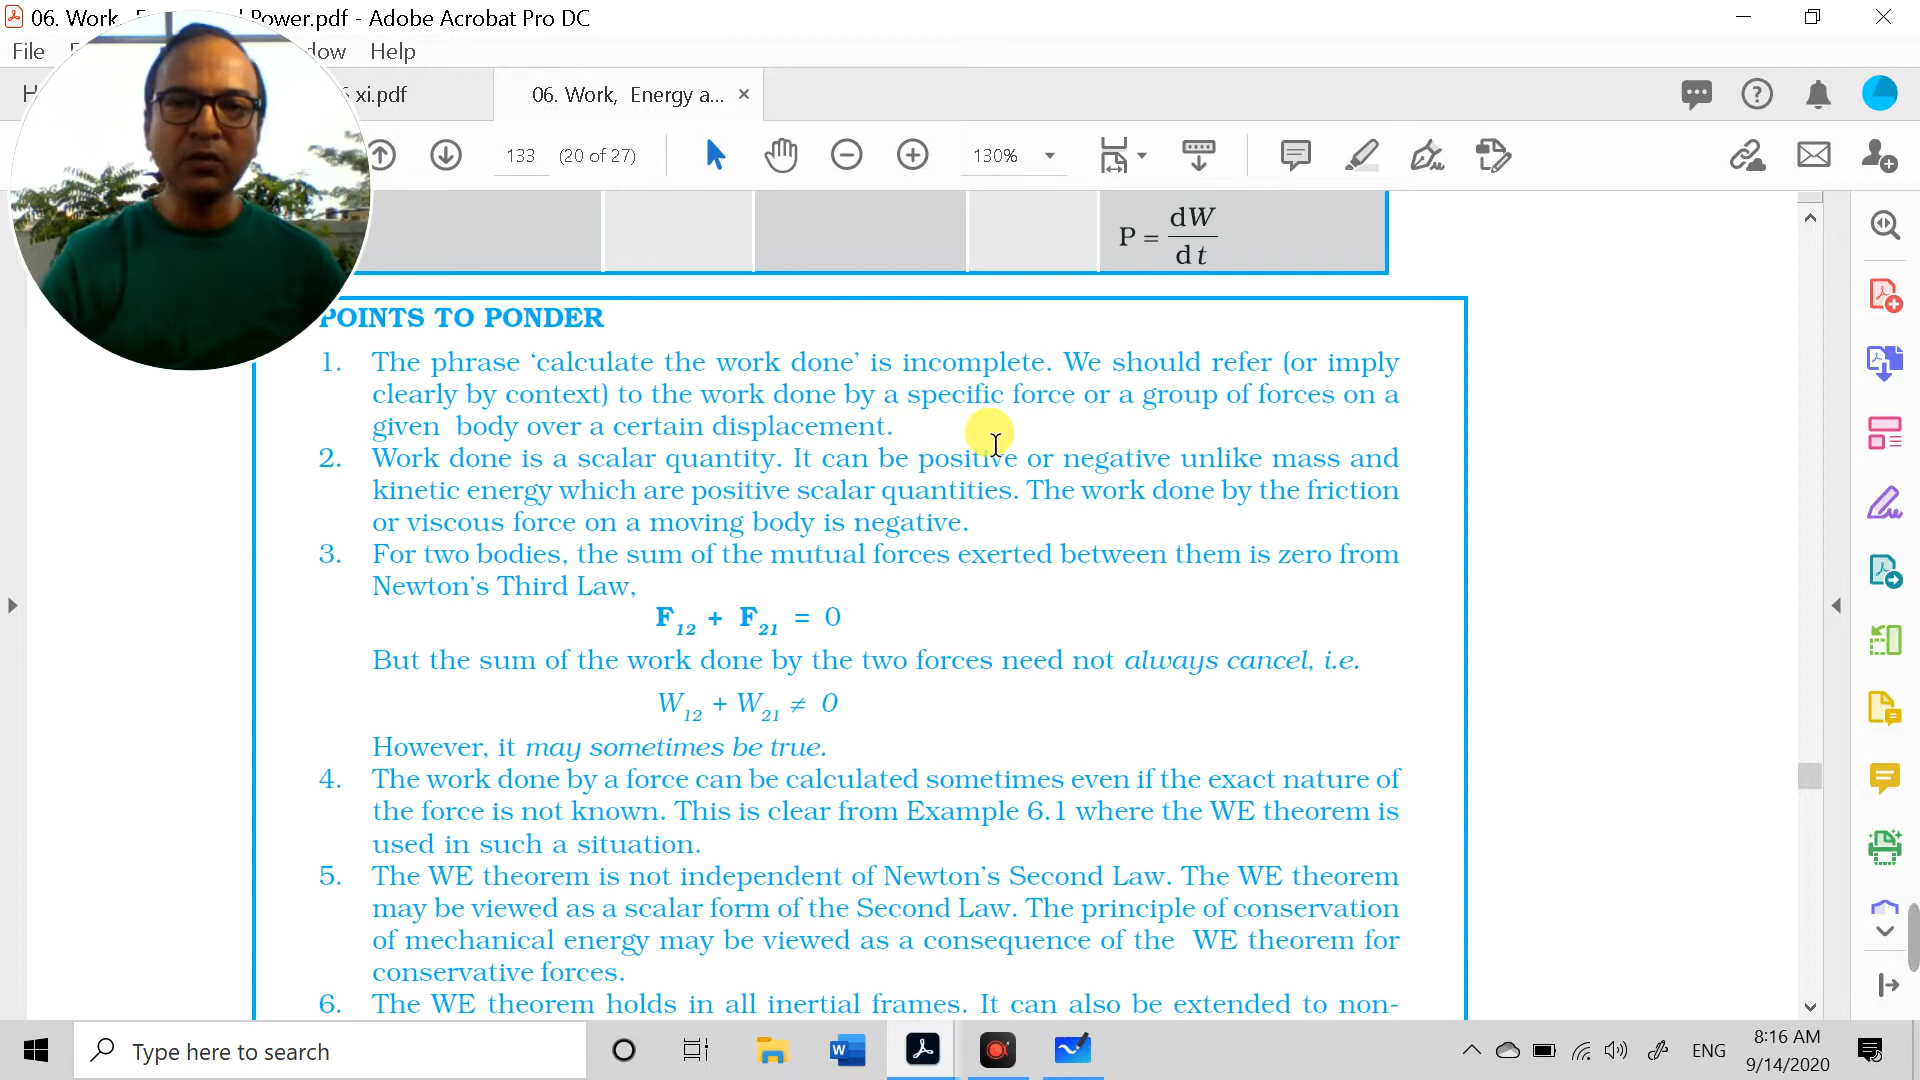 06. Work, E Power.pdf - Adobe Acrobat Pro DC
File dow Help
H 6 xi.pdf 06. Work, Energy a...
133 (20 of 27) 130%
P = dW
dt
POINTS TO PONDER
1. The phrase ‘calculate the work done’ is incomplete. We should refer (or imply
clearly by context) to the work done by a specific force or a group of forces on a
given body over a certain displacement.
2. Work done is a scalar quantity. It can be positive or negative unlike mass and
kinetic energy which are positive scalar quantities. The work done by the friction
or viscous force on a moving body is negative.
3. For two bodies, the sum of the mutual forces exerted between them is zero from
Newton’s Third Law,
F12 + F21 = 0
But the sum of the work done by the two forces need not always cancel, i.e.
W12 + W21 ≠ 0
However, it may sometimes be true.
4. The work done by a force can be calculated sometimes even if the exact nature of
the force is not known. This is clear from Example 6.1 where the WE theorem is
used in such a situation.
5. The WE theorem is not independent of Newton’s Second Law. The WE theorem
may be viewed as a scalar form of the Second Law. The principle of conservation
of mechanical energy may be viewed as a consequence of the WE theorem for
conservative forces.
6. The WE theorem holds in all inertial frames. It can also be extended to non-
Type here to search
ENG
8:16 AM
9/14/2020